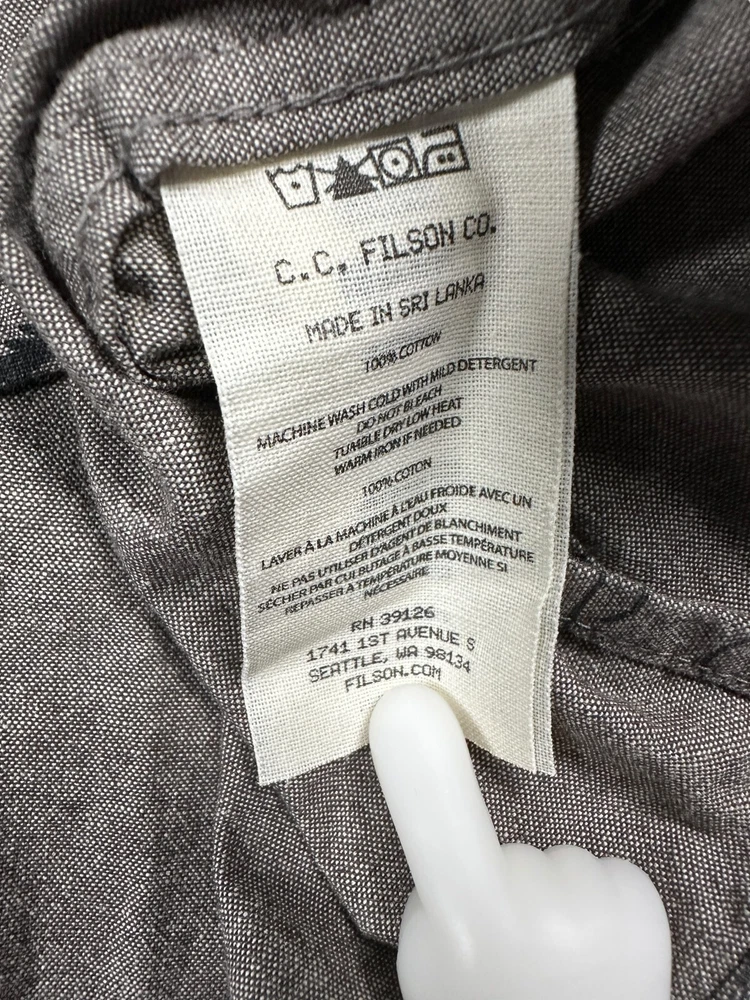 C.C. FILSON CO.
MADE IN SRI LANKA
100% COTTON
MACHINE WASH COLD WITH MILD DETERGENT
DO NOT BLEACH
TUMBLE DRY LOW HEAT
WARM IRON IF NEEDED
100% COTON
LAVER À LA MACHINE À L'EAU FROIDE AVEC UN
DÉTERGENT DOUX
NE PAS UTILISER D'AGENT DE BLANCHIMENT
SÉCHER PAR CUI BUTAGE À BASSE TEMPÉRATURE
REPASSER À TEMPÉRATURE MOYENNE SI
NÉCESSAIRE
RN 39126
1741 1ST AVENUE S
SEATTLE, WA 98134
FILSON.COM